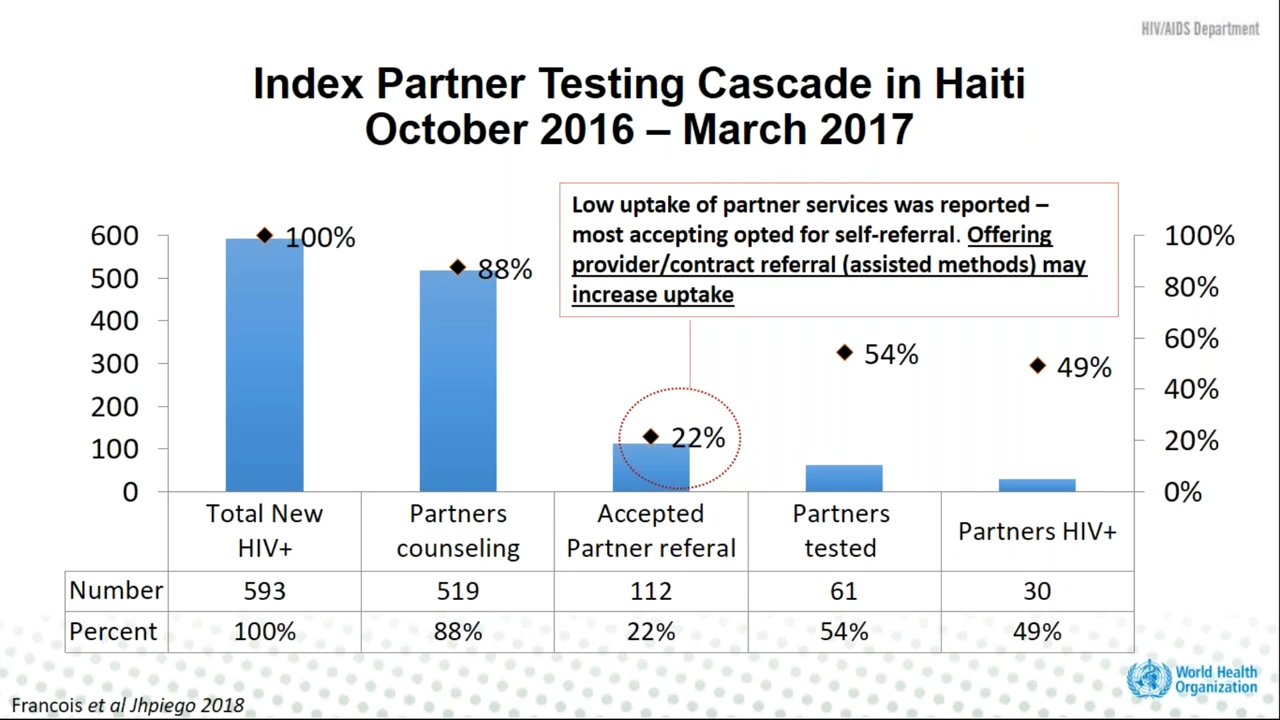 HIV/AIDS Department
Index Partner Testing Cascade in Haiti
October 2016 – March 2017
Low uptake of partner services was reported –
most accepting opted for self-referral. Offering
provider/contract referral (assisted methods) may
increase uptake
600
500
400
300
200
100
0
100%
88%
22%
54%
49%
100%
80%
60%
40%
20%
0%
Total New
HIV+
Partners
counseling
Accepted
Partner referal
Partners
tested
Partners HIV+
Number 593 519 112 61 30
Percent 100% 88% 22% 54% 49%
World Health
Organization
Francois et al Jhpiego 2018